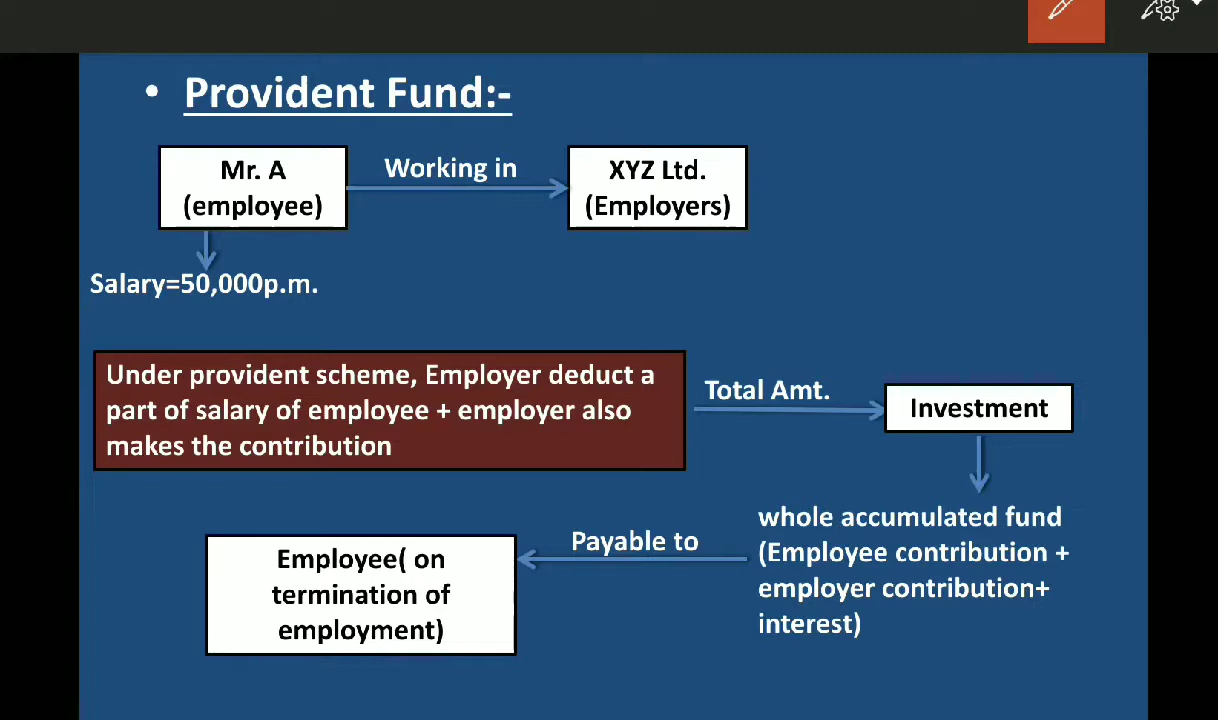 • Provident Fund:-
Mr. A
(employee)
Working in
XYZ Ltd.
(Employers)
Salary=50,000p.m.
Under provident scheme, Employer deduct a
part of salary of employee + employer also
makes the contribution
Total Amt.
Investment
whole accumulated fund
(Employee contribution +
employer contribution+
interest)
Payable to
Employee( on
termination of
employment)